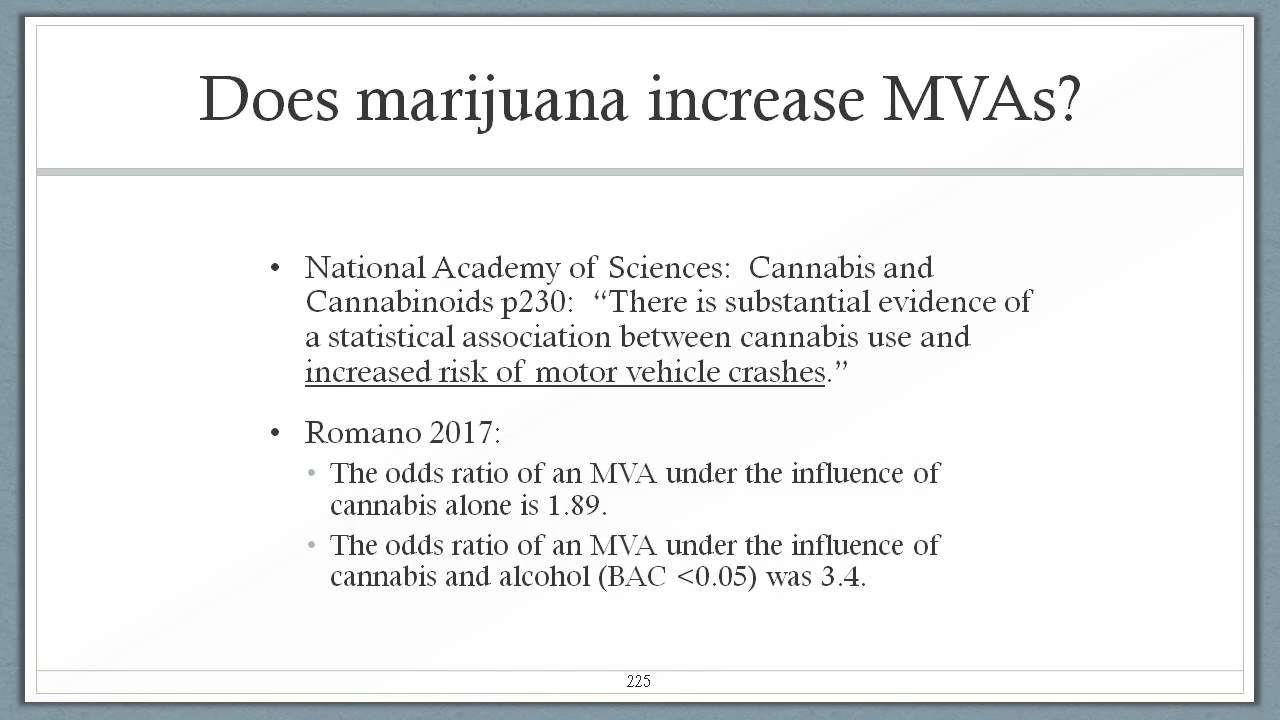 Does marijuana increase MVAs?
• National Academy of Sciences: Cannabis and
Cannabinoids p230: “There is substantial evidence of
a statistical association between cannabis use and
increased risk of motor vehicle crashes.”
• Romano 2017:
• The odds ratio of an MVA under the influence of
cannabis alone is 1.89.
• The odds ratio of an MVA under the influence of
cannabis and alcohol (BAC <0.05) was 3.4.
225